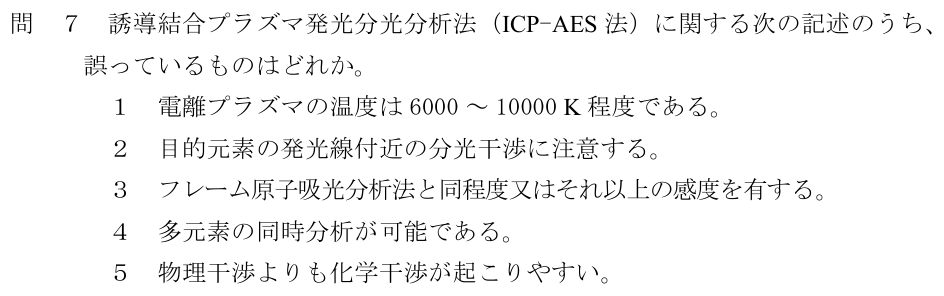 問　7　誘導結合プラズマ発光分光分析法（ICP-AES 法）に関する次の記述のうち、
誤っているものはどれか。
1　電離プラズマの温度は 6000 ～ 10000 K 程度である。
2　目的元素の発光線付近の分光干渉に注意する。
3　フレーム原子吸光分析法と同程度又はそれ以上の感度を有する。
4　多元素の同時分析が可能である。
5　物理干渉よりも化学干渉が起こりやすい。